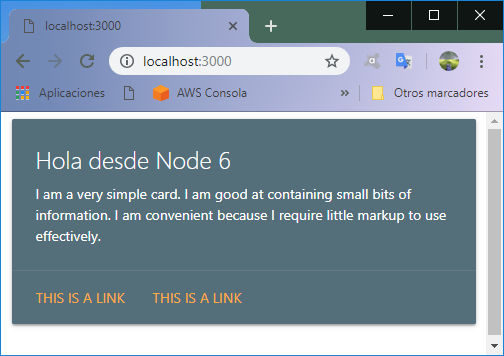 localhost:3000
localhost:3000
Aplicaciones AWS Consola » Otros marcadores
Hola desde Node 6
I am a very simple card. I am good at containing small bits of
information. I am convenient because I require little markup to use
effectively.
THIS IS A LINK THIS IS A LINK